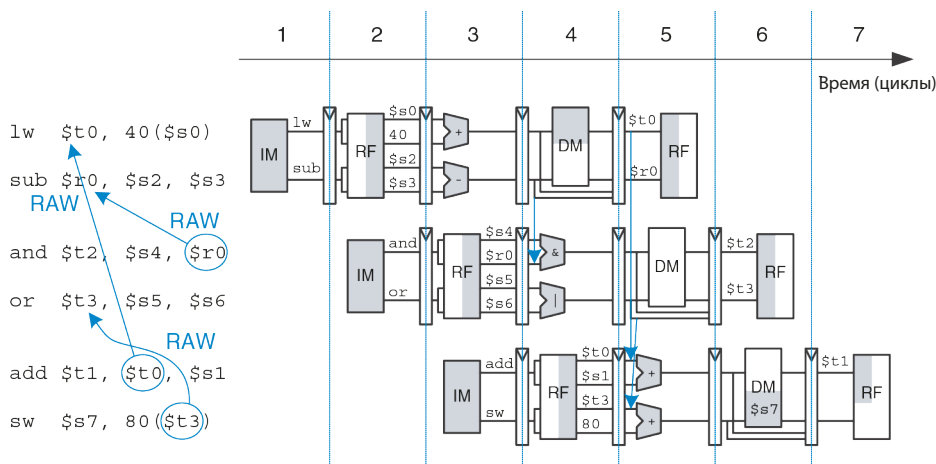 1 2 3 4 5 6 7
Время (циклы)
lw $t0, 40($s0)
sub $r0, $s2, $s3
RAW
RAW
and $t2, $s4, $r0
or $t3, $s5, $s6
RAW
add $t1, $t0, $s1
sw $s7, 80($t3)
IM
lw
sub
RF
$s0
40
$s2
$s3
+
-
DM
$t0
$r0
RF
IM
and
or
RF
$s4
$r0
$s5
$s6
&
|
DM
$t2
$t3
RF
IM
add
sw
RF
$t0
$s1
$t3
80
+
+
DM
$s7
$t1
RF